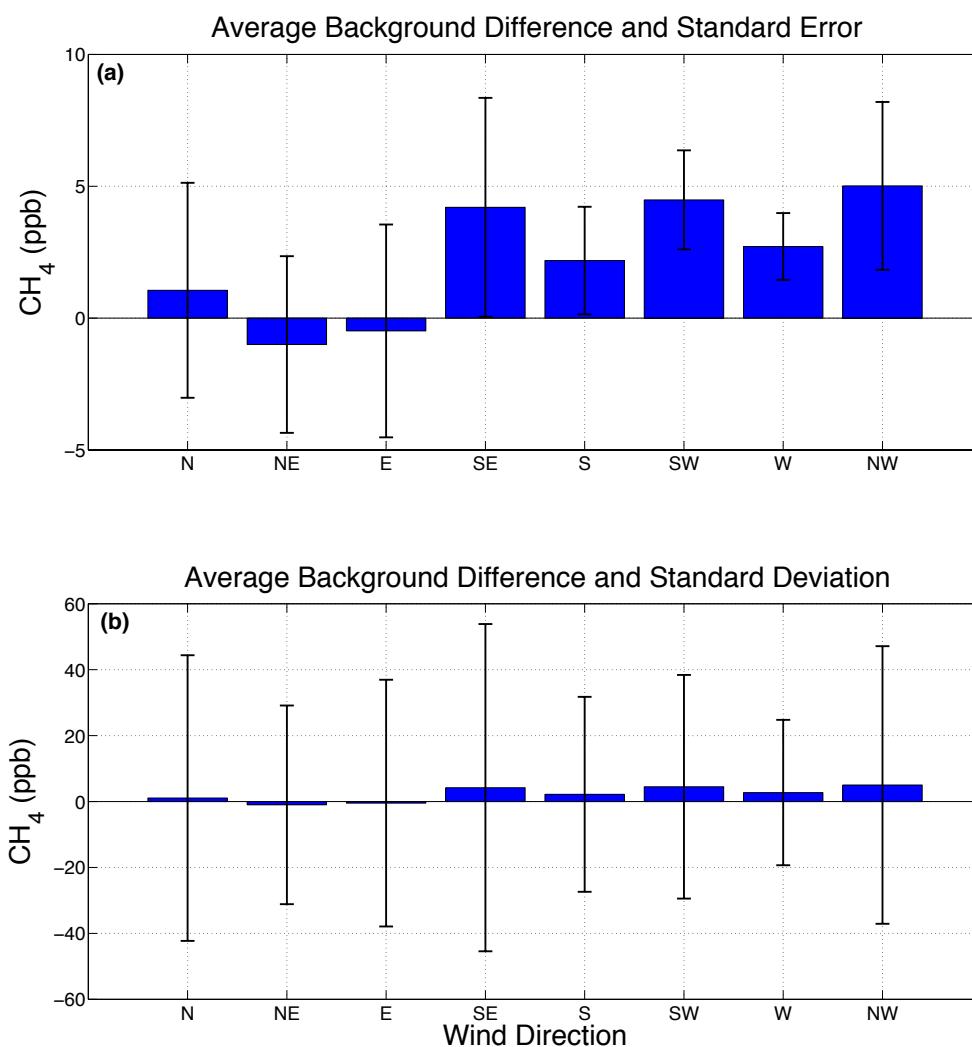 Average Background Difference and Standard Error
(a)
CH4 (ppb)
10
5
0
−5
N NE E SE S SW W NW
Average Background Difference and Standard Deviation
(b)
CH4 (ppb)
60
40
20
0
−20
−40
−60
N NE E SE S SW W NW
Wind Direction